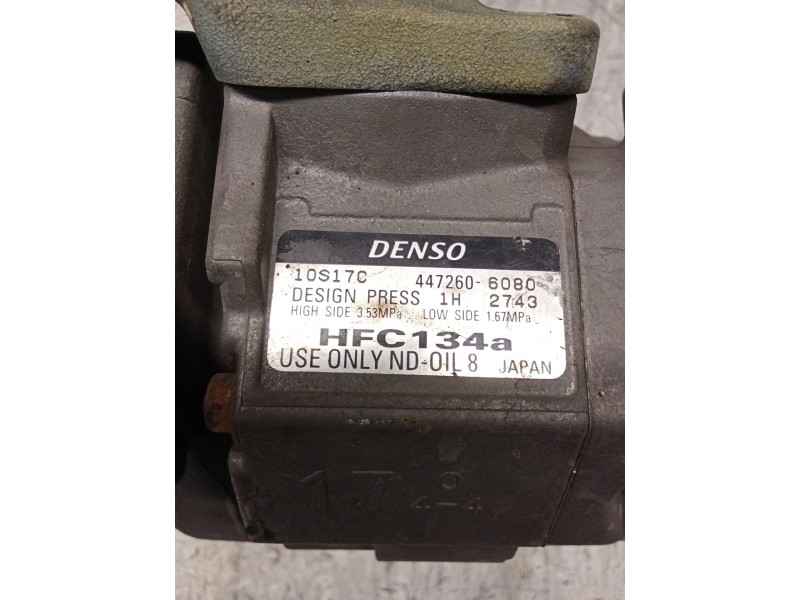 DENSO
10S17C 447260-6080
DESIGN PRESS 1H 2743
HIGH SIDE 3.53MPa LOW SIDE 1.67MPa
HFC134a
USE ONLY ND-OIL 8 JAPAN
17